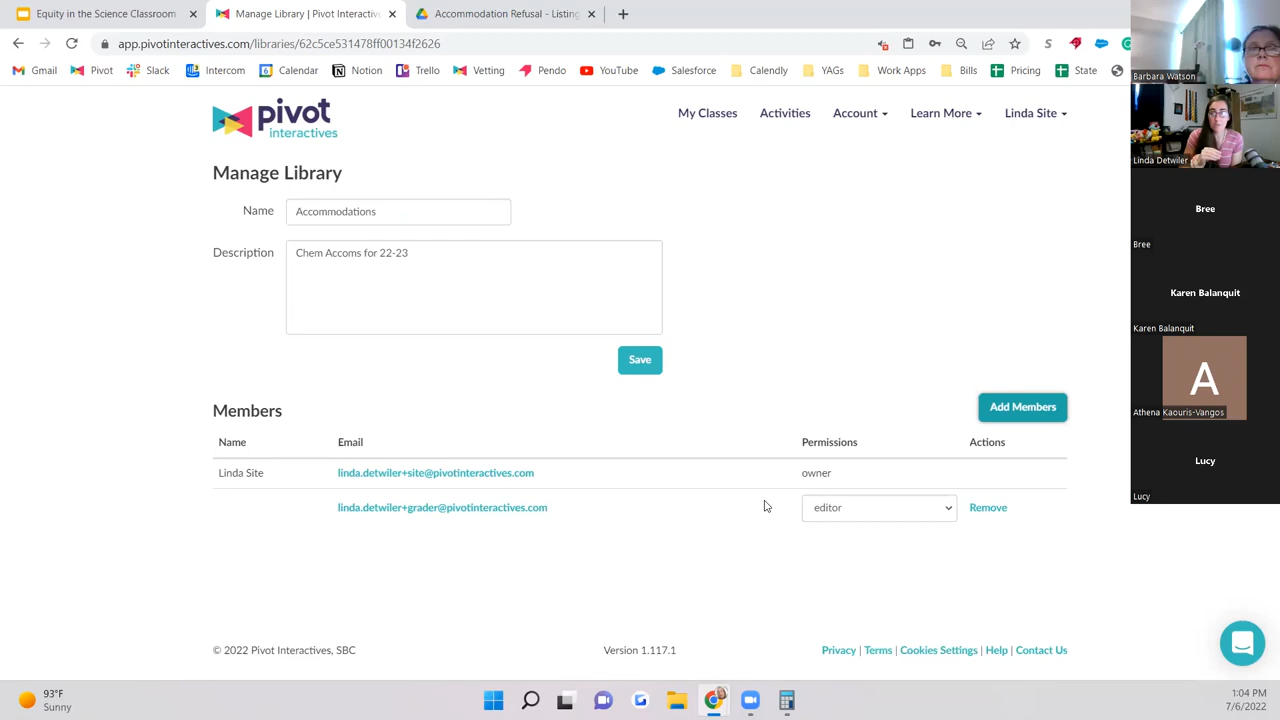 Equity in the Science Classroom
Manage Library | Pivot Interacti
Accommodation Refusal - Listing
app.pivotinteractives.com/libraries/62c5ce531479ff0014f2626
Gmail
Pivot
Slack
Intercom
Calendar
Notion
Trello
Vetting
Pendo
YouTube
Salesforce
Calendly
YAGs
Work Apps
Bills
Pricing
State
pivot
interactives
My Classes
Activities
Account
Learn More
Linda Site
Manage Library
Name
Accommodations
Description
Chem Accoms for 22-23
Save
Members
Add Members
Name Email Permissions Actions
Linda Site linda.detwiler+site@pivotinteractives.com owner
linda.detwiler+grader@pivotinteractives.com editor Remove
© 2022 Pivot Interactives, SBC
Version 1.117.1
Privacy | Terms | Cookies Settings | Help | Contact Us
Barbara Watson
Linda Detwiler
Bree
Bree
Karen Balanquit
Karen Balanquit
A
Athena Kaouris-Vangos
Lucy
Lucy
93°F
Sunny
1:04 PM
7/6/2022